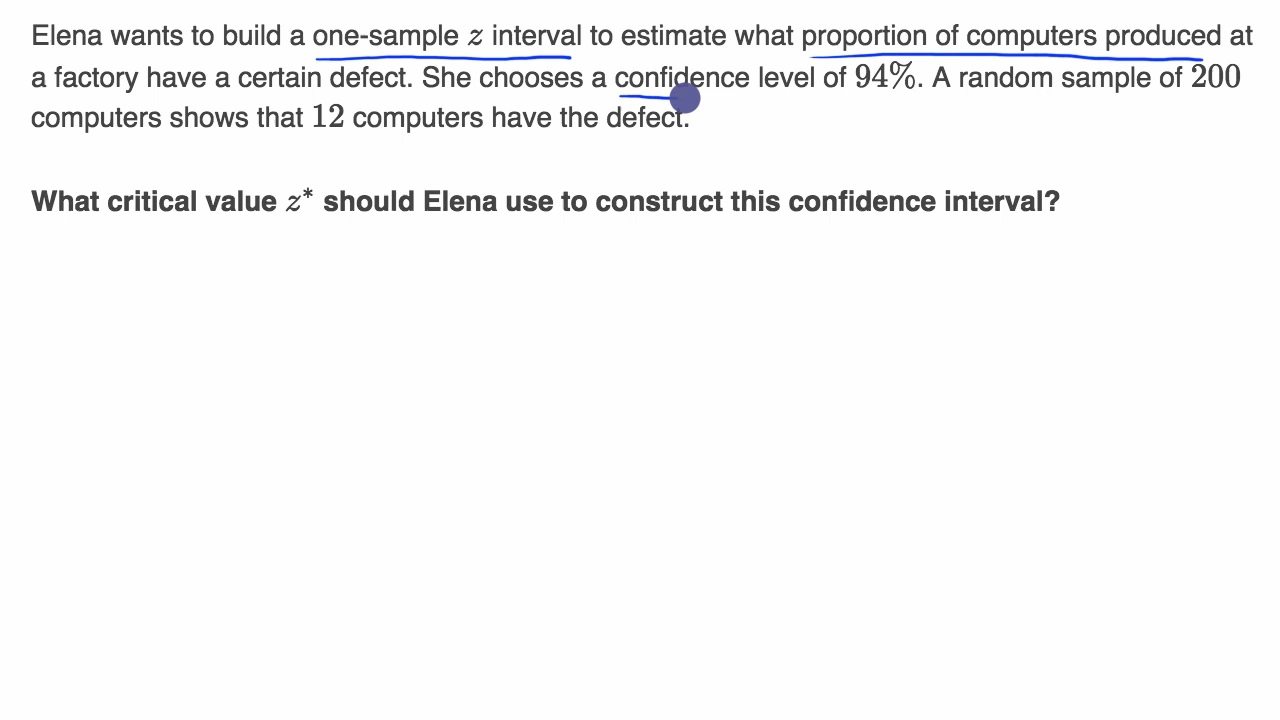 Elena wants to build a one-sample z interval to estimate what proportion of computers produced at
a factory have a certain defect. She chooses a confidence level of 94%. A random sample of 200
computers shows that 12 computers have the defect.
What critical value z* should Elena use to construct this confidence interval?